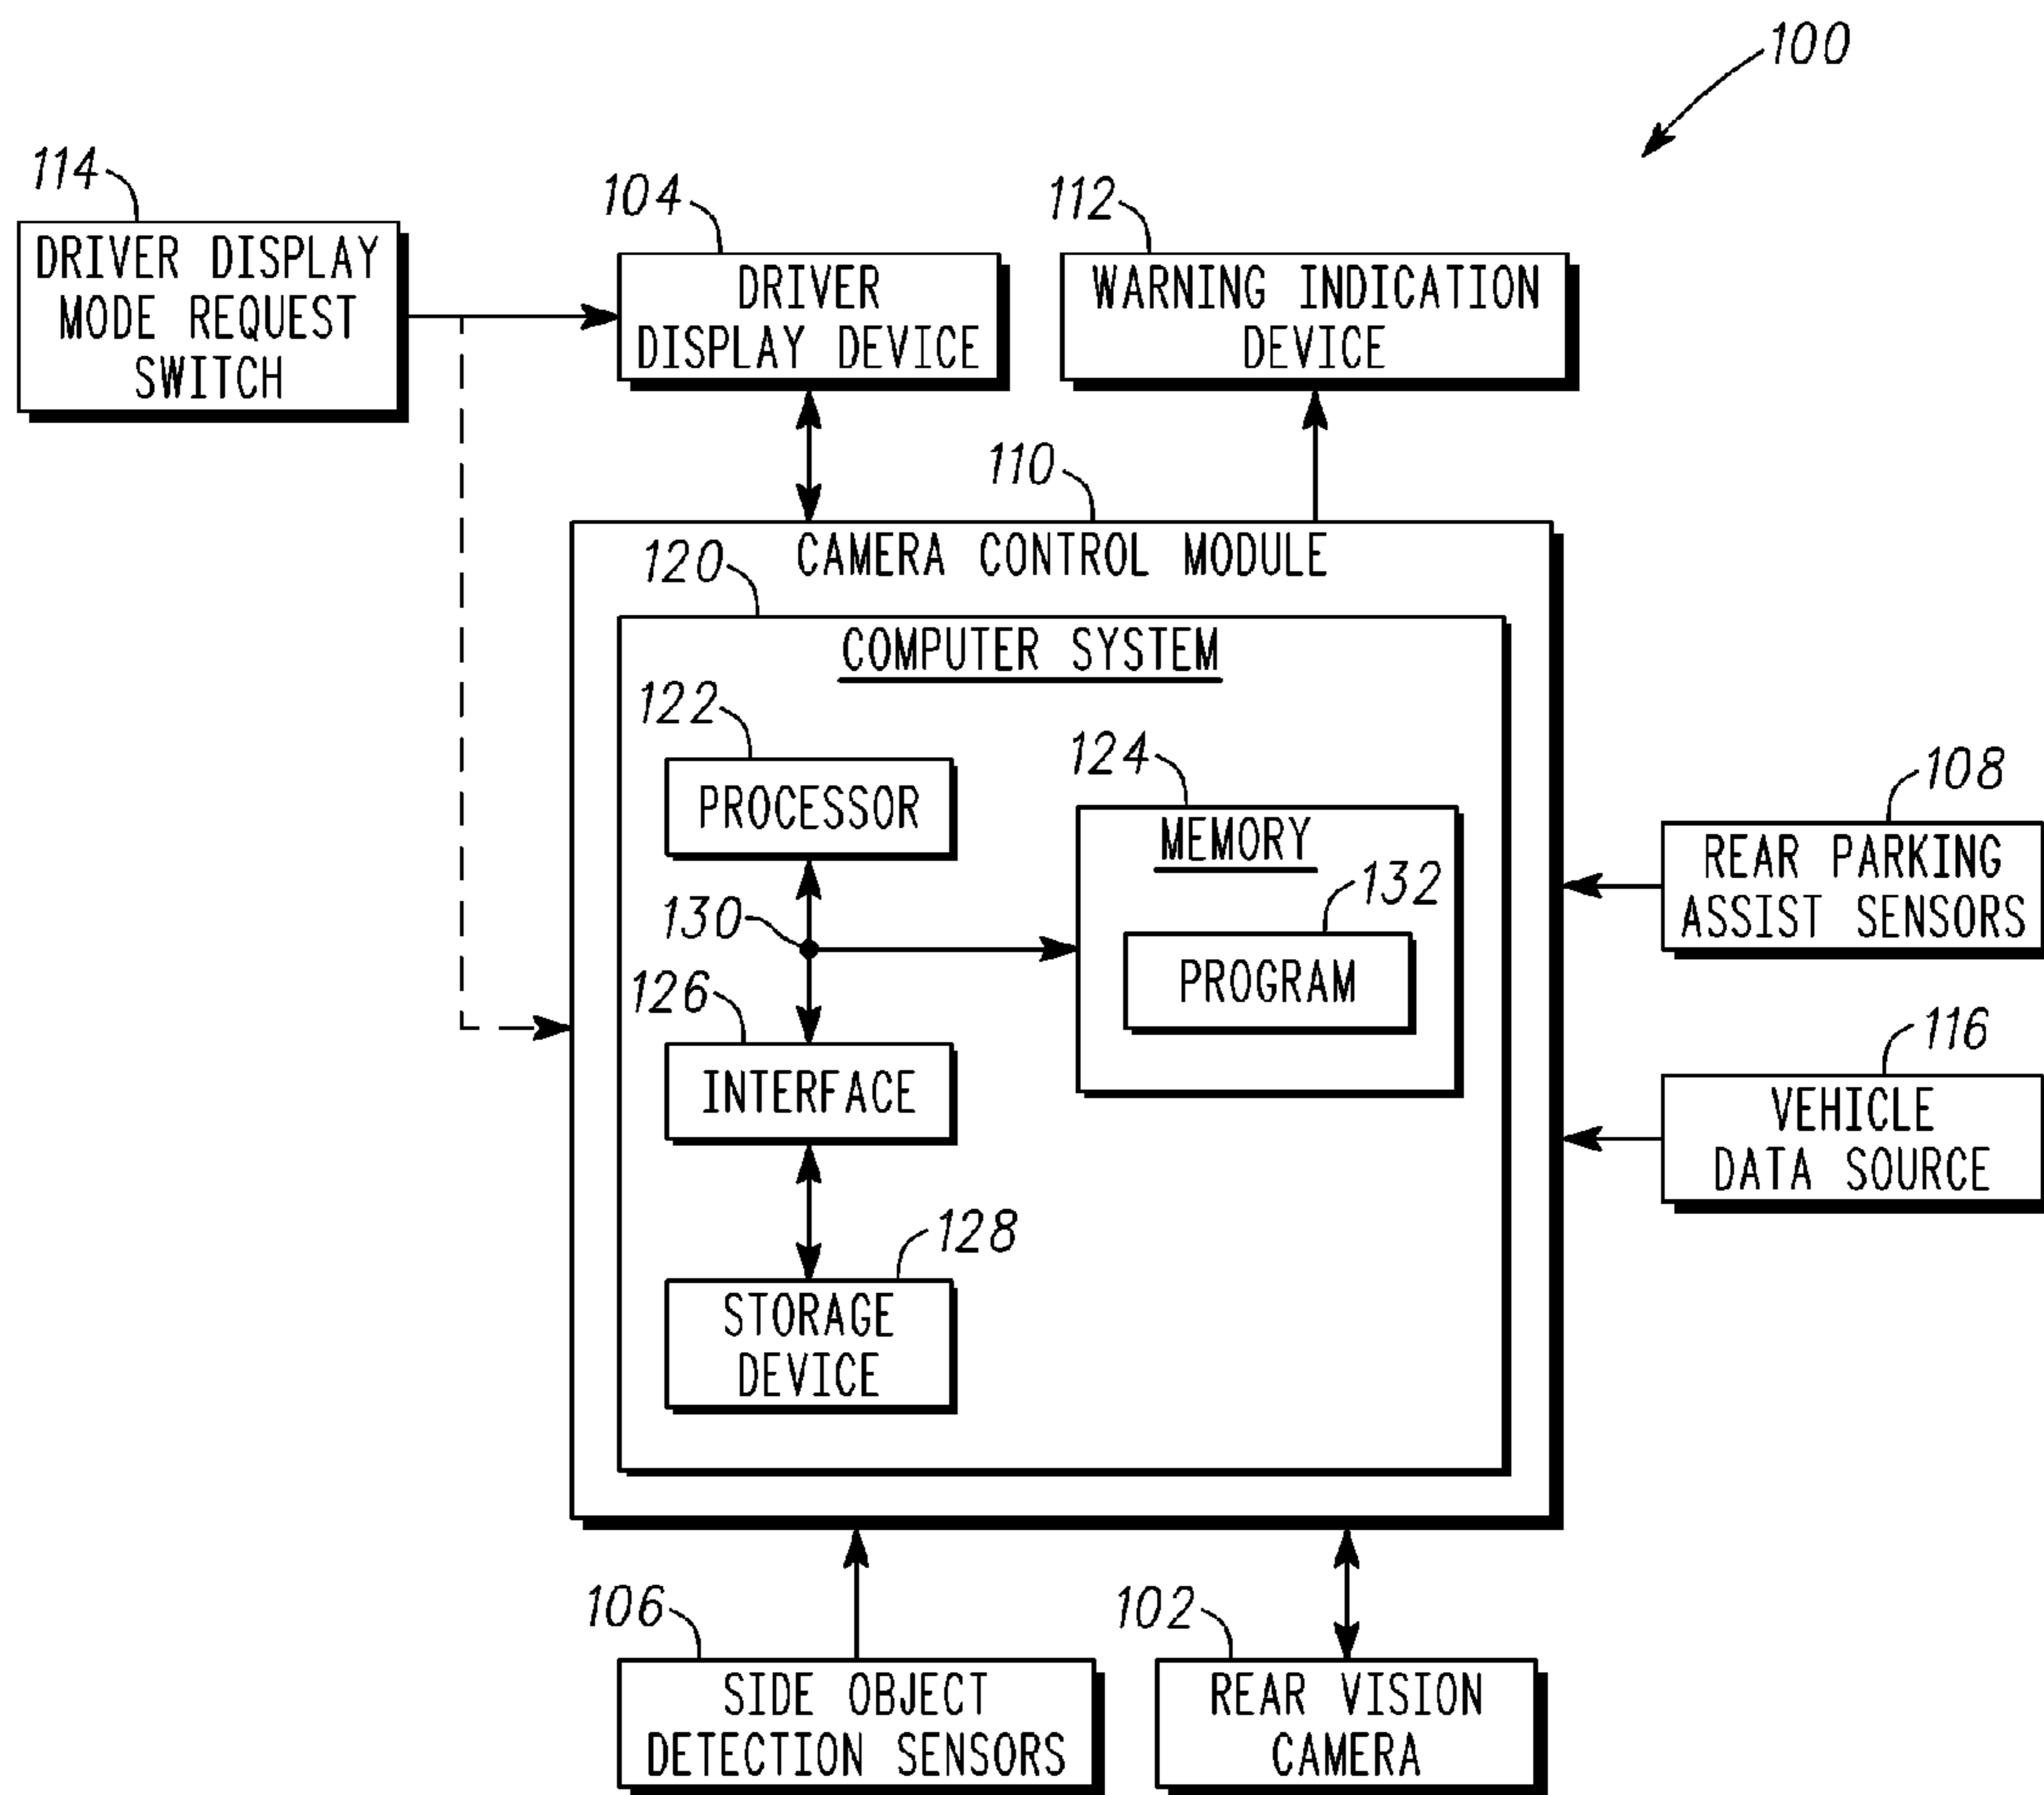 100
114
DRIVER DISPLAY
MODE REQUEST
SWITCH
104
DRIVER
DISPLAY DEVICE
112
WARNING INDICATION
DEVICE
110
CAMERA CONTROL MODULE
120
COMPUTER SYSTEM
122
PROCESSOR
124
MEMORY
132
PROGRAM
130
126
INTERFACE
128
STORAGE
DEVICE
108
REAR PARKING
ASSIST SENSORS
116
VEHICLE
DATA SOURCE
106
SIDE OBJECT
DETECTION SENSORS
102
REAR VISION
CAMERA